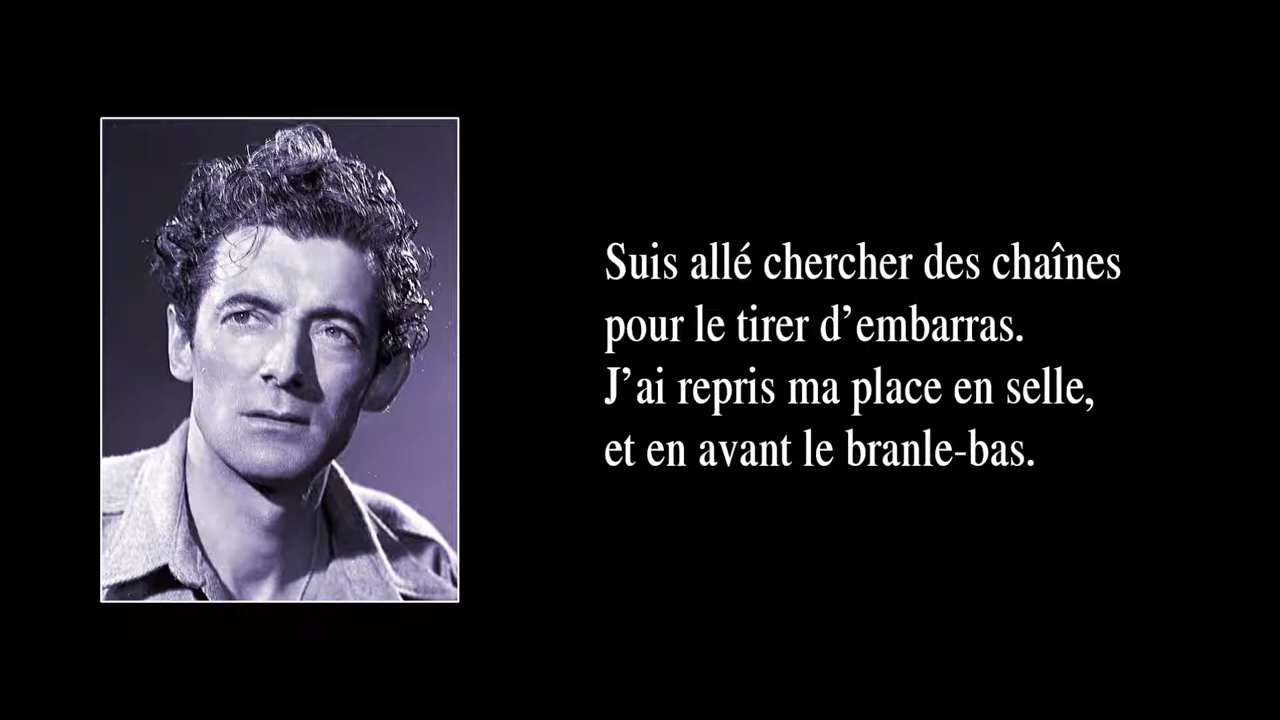 Suis allé chercher des chaînes
pour le tirer d’embarras.
J’ai repris ma place en selle,
et en avant le branle-bas.